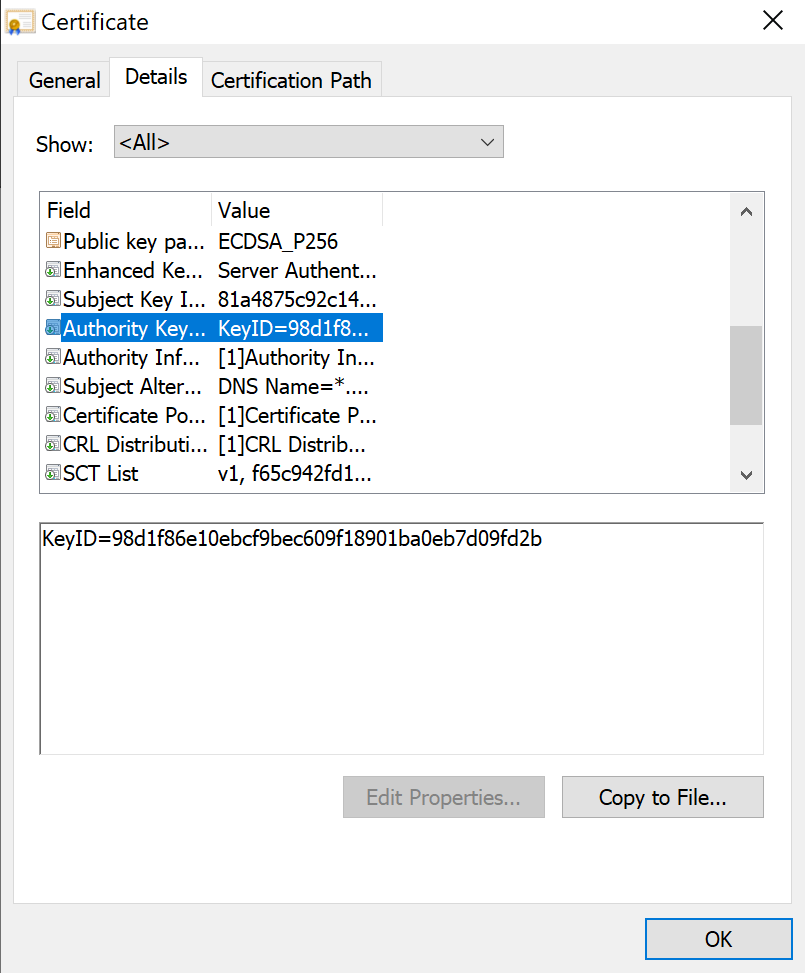 Certificate
General Details Certification Path
Show: <All>
Field Value
Public key pa... ECDSA_P256
Enhanced Ke... Server Authent...
Subject Key I... 81a4875c92c14...
Authority Key... KeyID=98d1f8...
Authority Inf... [1]Authority In...
Subject Alter... DNS Name=*....
Certificate Po... [1]Certificate P...
CRL Distributi... [1]CRL Distrib...
SCT List v1, f65c942fd1...
KeyID=98d1f86e10ebcf9bec609f18901ba0eb7d09fd2b
Edit Properties... Copy to File...
OK